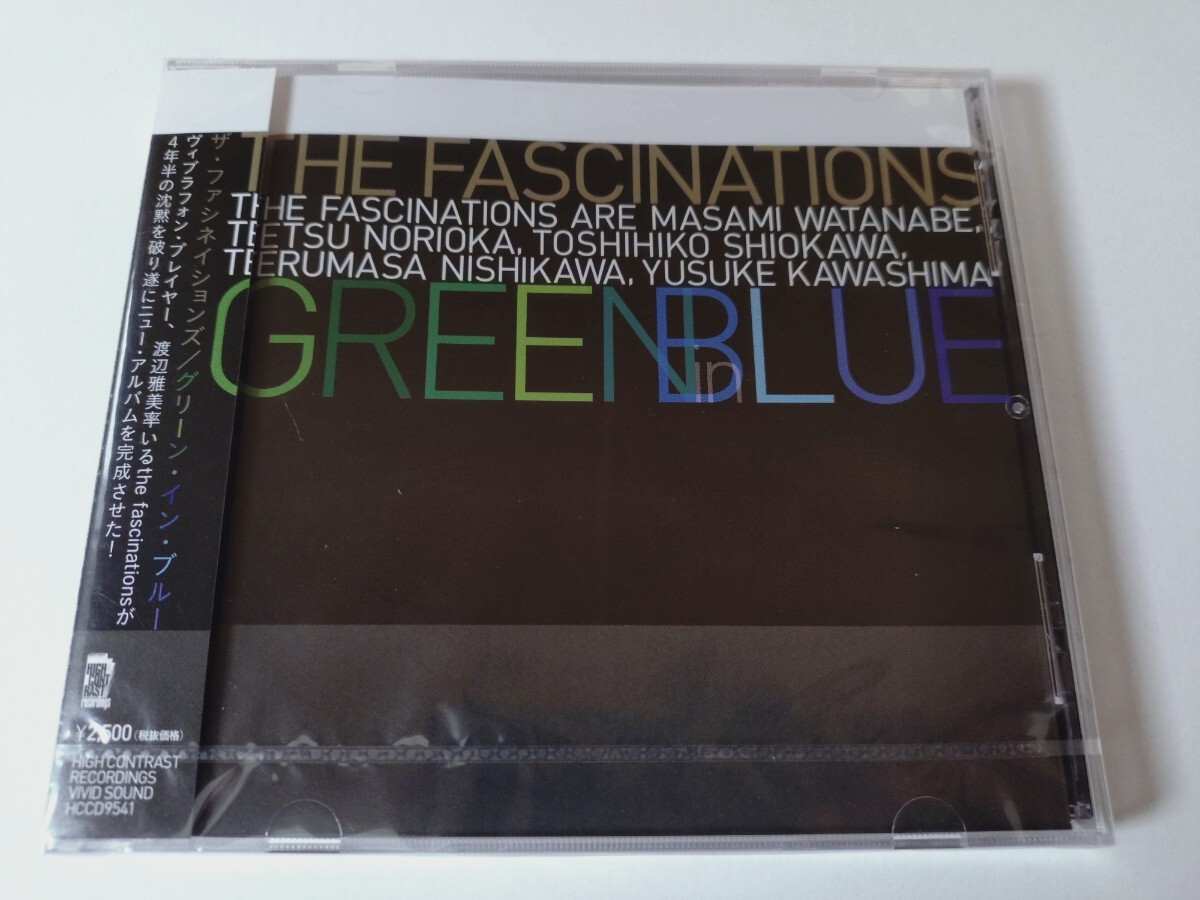 THE FASCINATIONS
THE FASCINATIONS ARE MASAMI WATANABE,
TETSU NORIOKA, TOSHIHIKO SHIOKAWA,
TERUMASA NISHIKAWA, YUSUKE KAWASHIMA
GREEN in BLUE
ザ・ファシネイションズ/グリーン・イン・ブルー
ヴィブラフォン・プレイヤー、渡辺雅美率いるthe fascinationsが
4年半の沈黙を破り遂にニュー・アルバムを完成させた!
HIGH
CONT
RAST
recordings
¥2,500(税抜価格)
HIGH CONTRAST
RECORDINGS
VIVID SOUND
HCCD9541